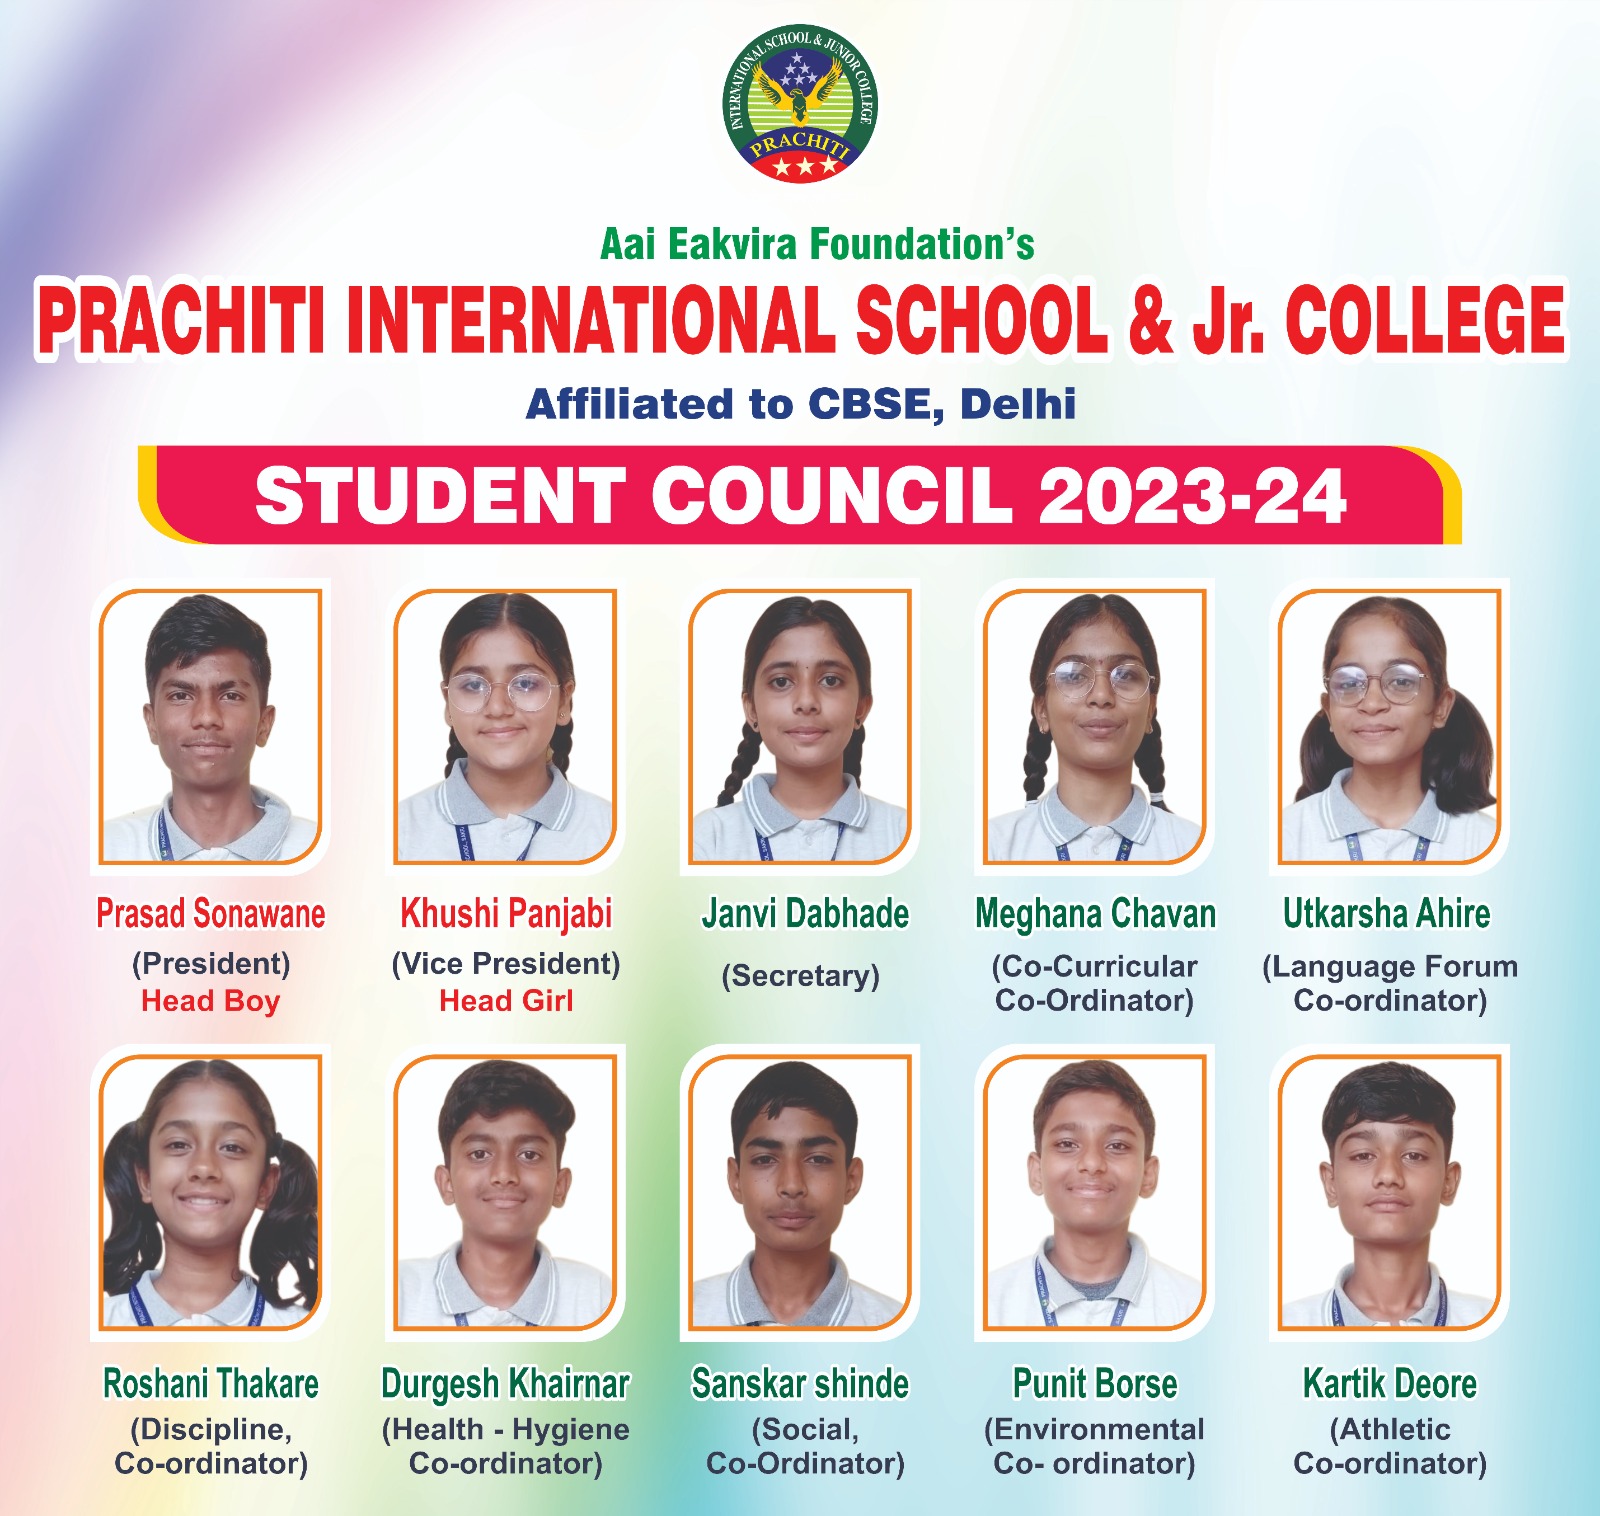 INTERNATIONAL SCHOOL & JUNIOR COLLEGE
PRACHITI
Aai Eakvira Foundation's
PRACHITI INTERNATIONAL SCHOOL & Jr. COLLEGE
Affiliated to CBSE, Delhi
STUDENT COUNCIL 2023-24
Prasad Sonawane
(President)
Head Boy
Khushi Panjabi
(Vice President)
Head Girl
Janvi Dabhade
(Secretary)
Meghana Chavan
(Co-Curricular
Co-Ordinator)
Utkarsha Ahire
(Language Forum
Co-ordinator)
Roshani Thakare
(Discipline,
Co-ordinator)
Durgesh Khairnar
(Health - Hygiene
Co-ordinator)
Sanskar shinde
(Social,
Co-Ordinator)
Punit Borse
(Environmental
Co- ordinator)
Kartik Deore
(Athletic
Co-ordinator)